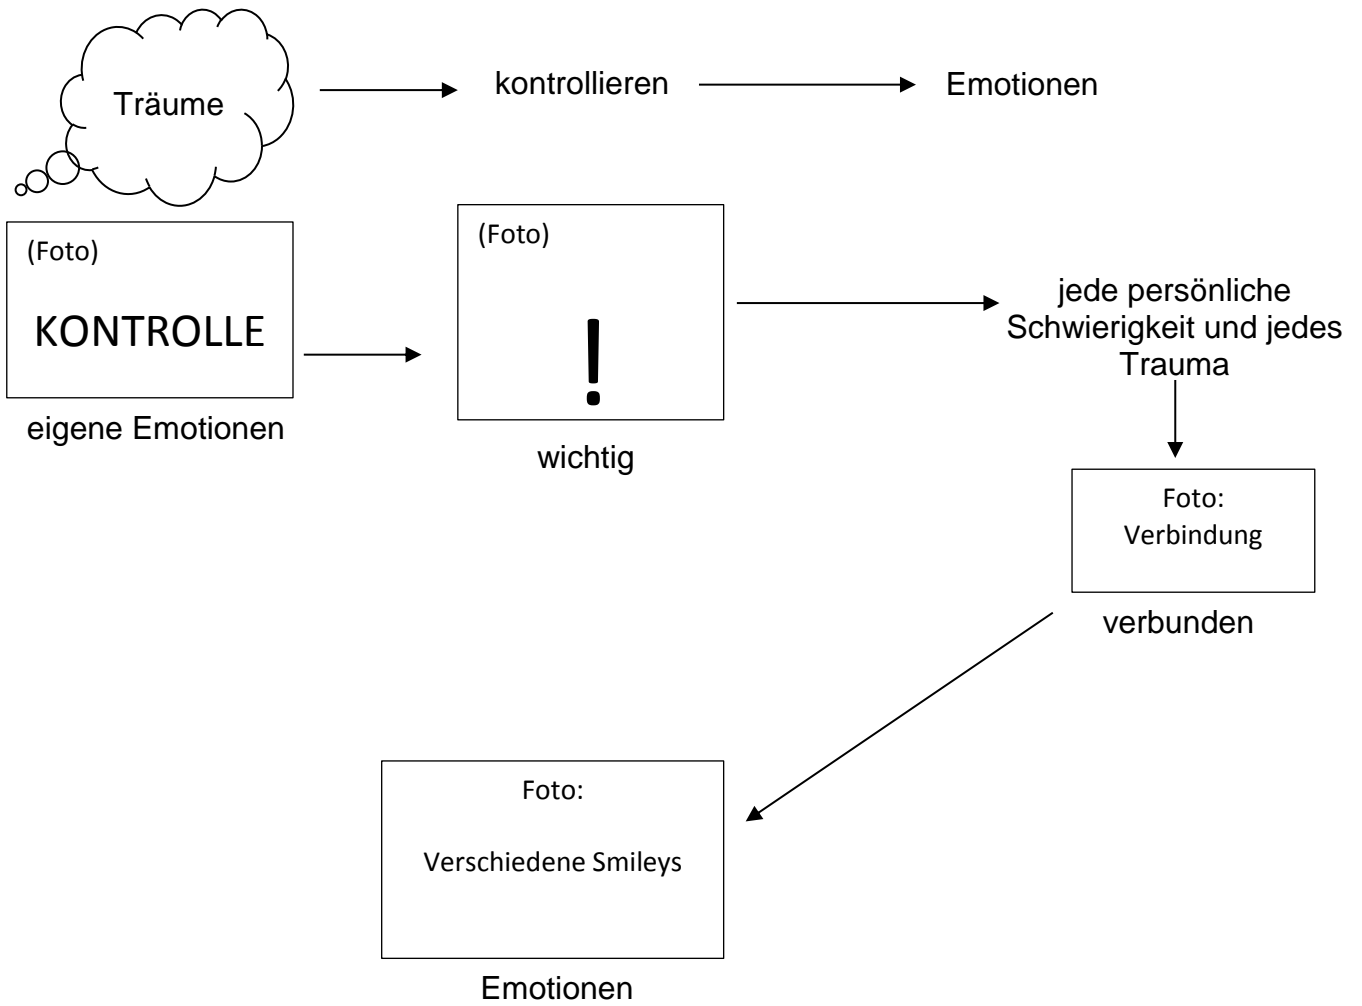 Träume
kontrollieren
Emotionen
(Foto)
KONTROLLE
eigene Emotionen
(Foto)
!
wichtig
jede persönliche
Schwierigkeit und jedes
Trauma
Foto:
Verbindung
verbunden
Foto:
Verschiedene Smileys
Emotionen